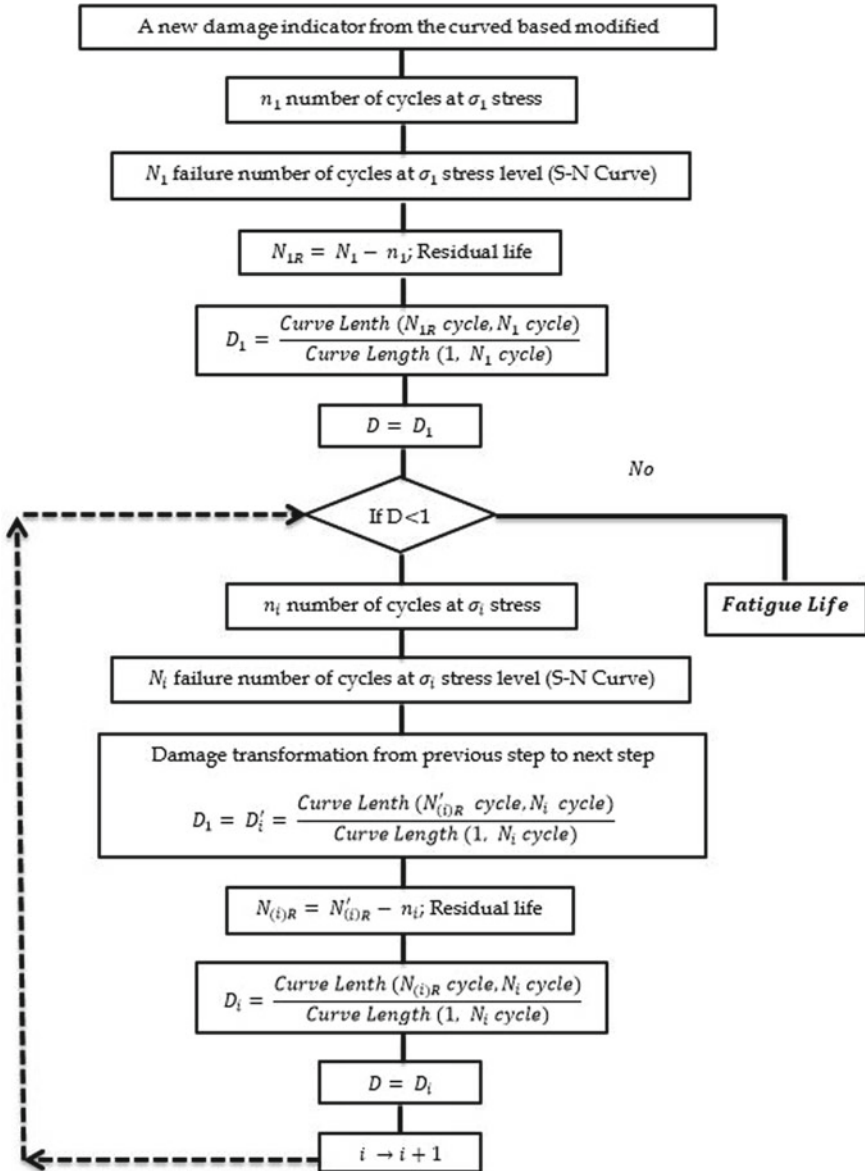 A new damage indicator from the curved based modified
n₁ number of cycles at σ₁ stress
N₁ failure number of cycles at σ₁ stress level (S-N Curve)
N₁R = N₁ − n₁; Residual life
D₁ = Curve Lenth (N₁R cycle, N₁ cycle) / Curve Length (1, N₁ cycle)
D = D₁
No
If D<1
nᵢ number of cycles at σᵢ stress
Fatigue Life
Nᵢ failure number of cycles at σᵢ stress level (S-N Curve)
Damage transformation from previous step to next step
D₁ = D′ᵢ = Curve Lenth (N′₍ᵢ₎R cycle, Nᵢ cycle) / Curve Length (1, Nᵢ cycle)
N₍ᵢ₎R = N′₍ᵢ₎R − nᵢ; Residual life
Dᵢ = Curve Lenth (N₍ᵢ₎R cycle, Nᵢ cycle) / Curve Length (1, Nᵢ cycle)
D = Dᵢ
i → i + 1